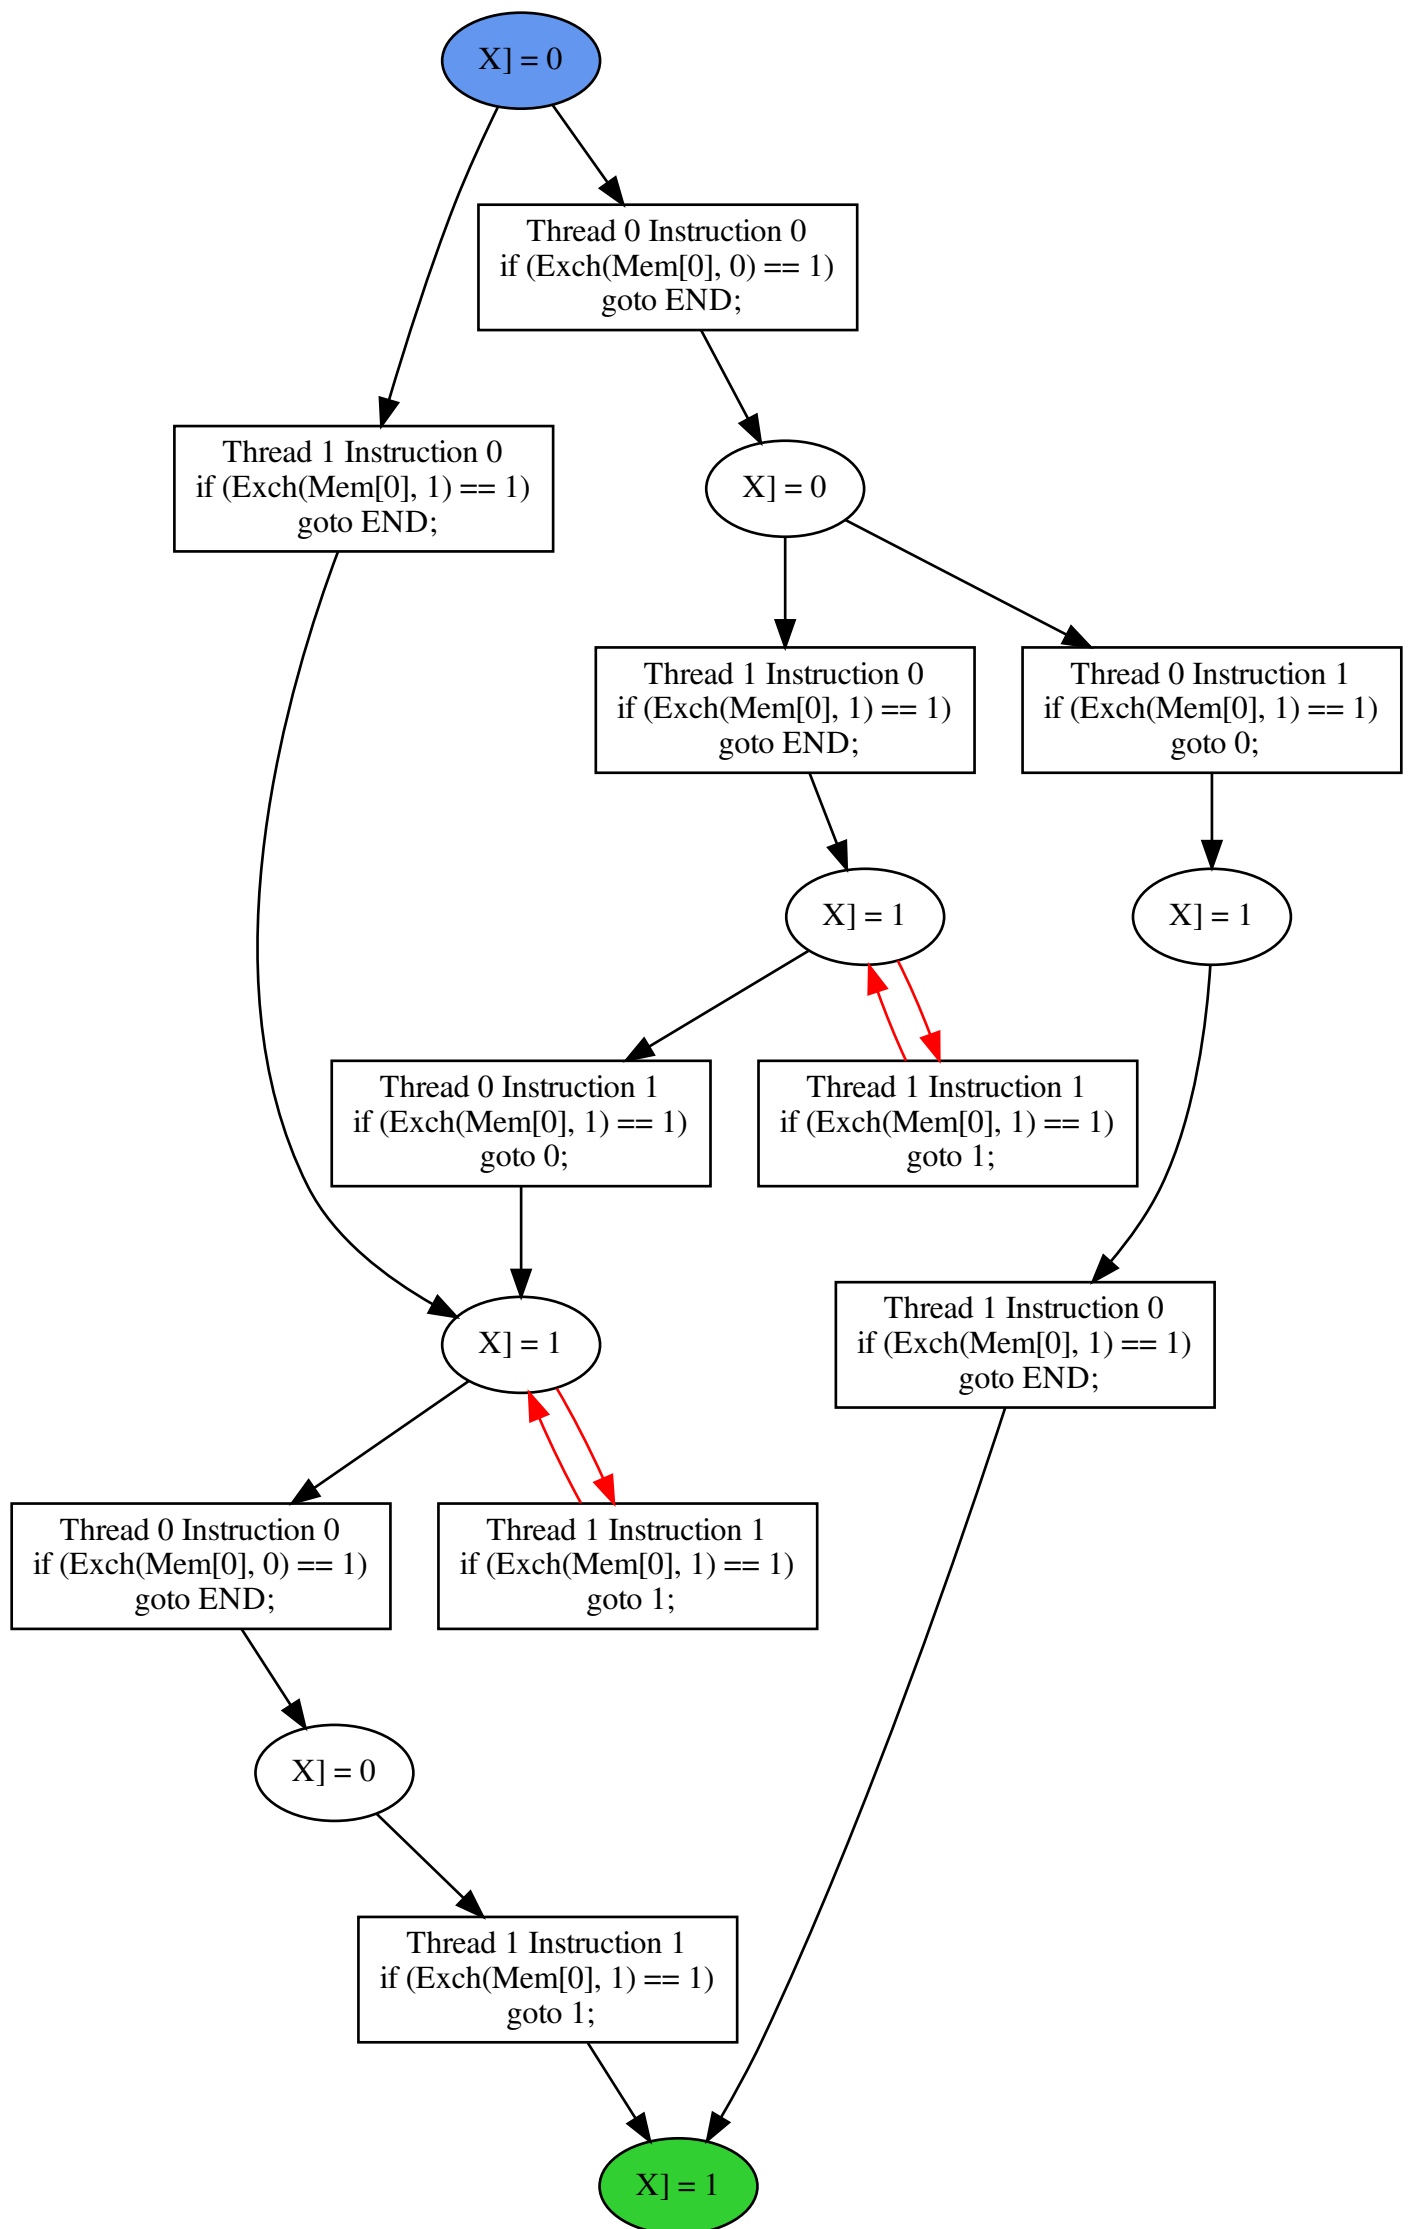 X] = 0
Thread 0 Instruction 0
if (Exch(Mem[0], 0) == 1)
goto END;
Thread 1 Instruction 0
if (Exch(Mem[0], 1) == 1)
goto END;
X] = 0
Thread 1 Instruction 0
if (Exch(Mem[0], 1) == 1)
goto END;
Thread 0 Instruction 1
if (Exch(Mem[0], 1) == 1)
goto 0;
X] = 1
X] = 1
Thread 0 Instruction 1
if (Exch(Mem[0], 1) == 1)
goto 0;
Thread 1 Instruction 1
if (Exch(Mem[0], 1) == 1)
goto 1;
X] = 1
Thread 1 Instruction 0
if (Exch(Mem[0], 1) == 1)
goto END;
Thread 0 Instruction 0
if (Exch(Mem[0], 0) == 1)
goto END;
Thread 1 Instruction 1
if (Exch(Mem[0], 1) == 1)
goto 1;
X] = 0
Thread 1 Instruction 1
if (Exch(Mem[0], 1) == 1)
goto 1;
X] = 1